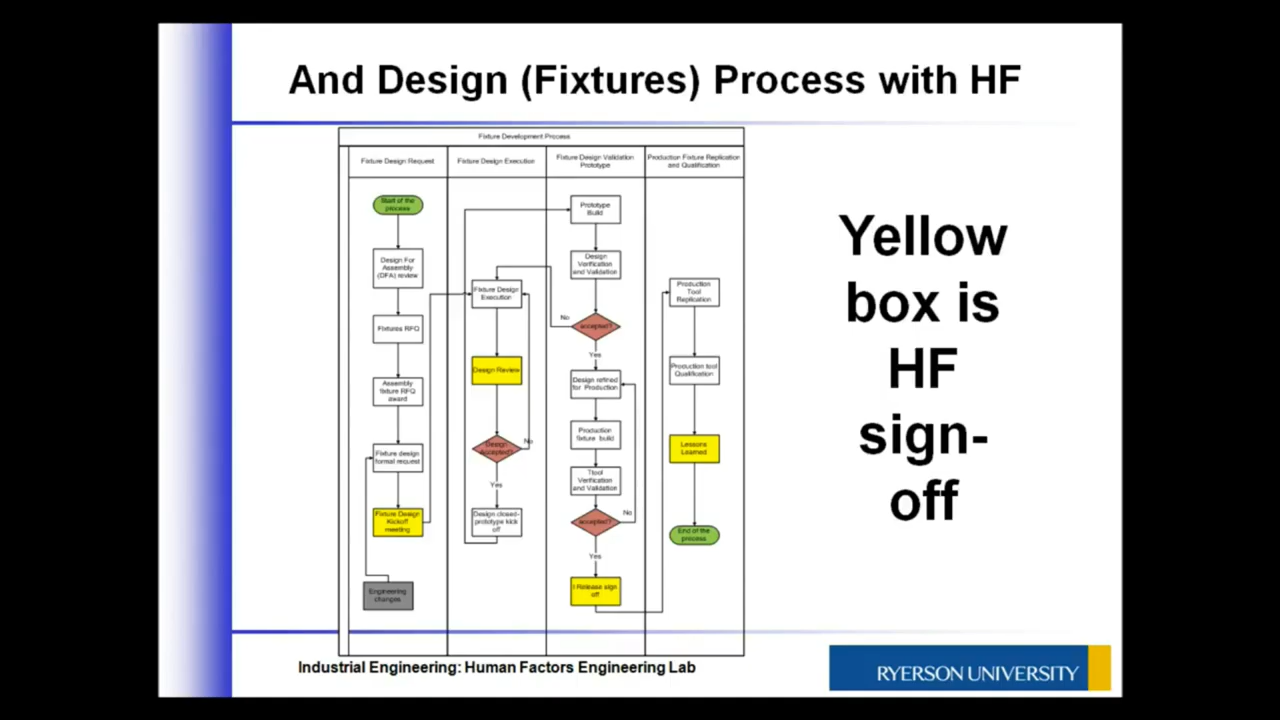 And Design (Fixtures) Process with HF
Fixture Development Process
Fixture Design Request
Fixture Design Execution
Fixture Design Validation
Prototype
Production Fixture Replication
and Qualification
Start of the
process
Design For
Assembly
(DFA) review
Fixtures RFQ
Assembly
fixture RFQ
award
Fixture design
format request
Fixture Design
Kickoff
meeting
Engineering
changes
Fixture Design
Execution
Design Review
Design
Accepted?
No
Yes
Design closed-
prototype kick
off
Prototype
Build
Design
Verification
and Validation
accepted?
No
Yes
Design refined
for Production
Production
fixture build
Ttool
Verification
and Validation
accepted?
No
Yes
I Release sign
off
Production
Tool
Replication
Production tool
Qualification
Lessons
Learned
End of the
process
Yellow
box is
HF
sign-
off
Industrial Engineering: Human Factors Engineering Lab
RYERSON UNIVERSITY